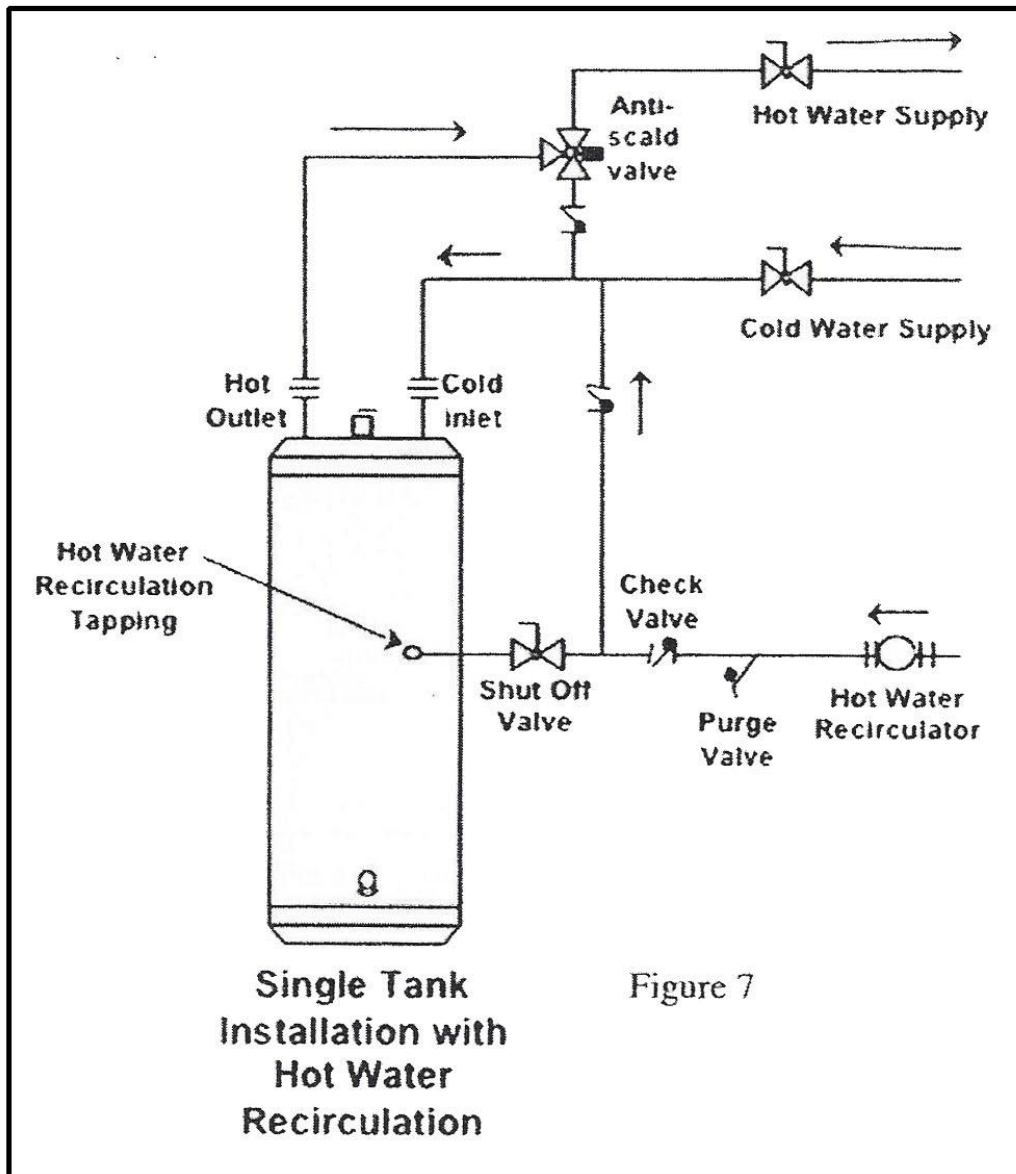 Anti-
scald
valve
Hot Water Supply
Cold Water Supply
Hot
Outlet
Cold
inlet
Hot Water
Recirculation
Tapping
Check
Valve
Shut Off
Valve
Purge
Valve
Hot Water
Recirculator
Single Tank
Installation with
Hot Water
Recirculation
Figure 7